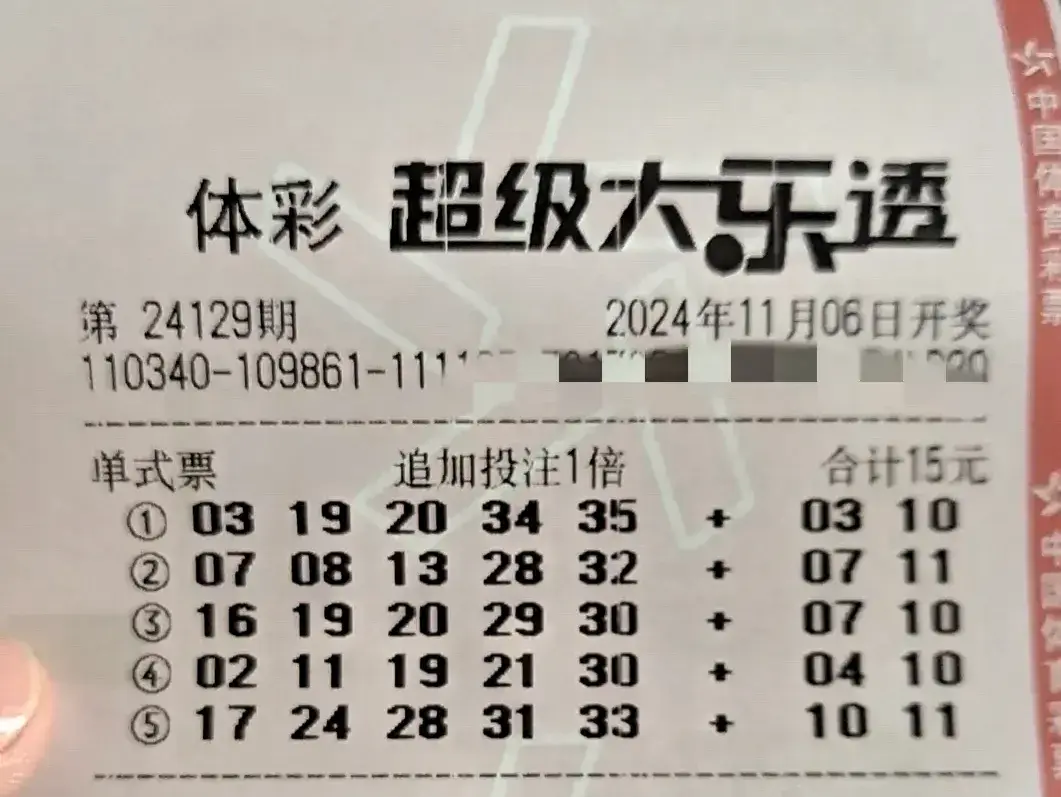 体彩 超级大乐透
第 24129期 2024年11月06日开奖
110340-109861-111
单式票 追加投注1倍 合计15元
① 03 19 20 34 35 + 03 10
② 07 08 13 28 32 + 07 11
③ 16 19 20 29 30 + 07 10
④ 02 11 19 21 30 + 04 10
⑤ 17 24 28 31 33 + 10 11
中国体育彩票
中国体育彩票